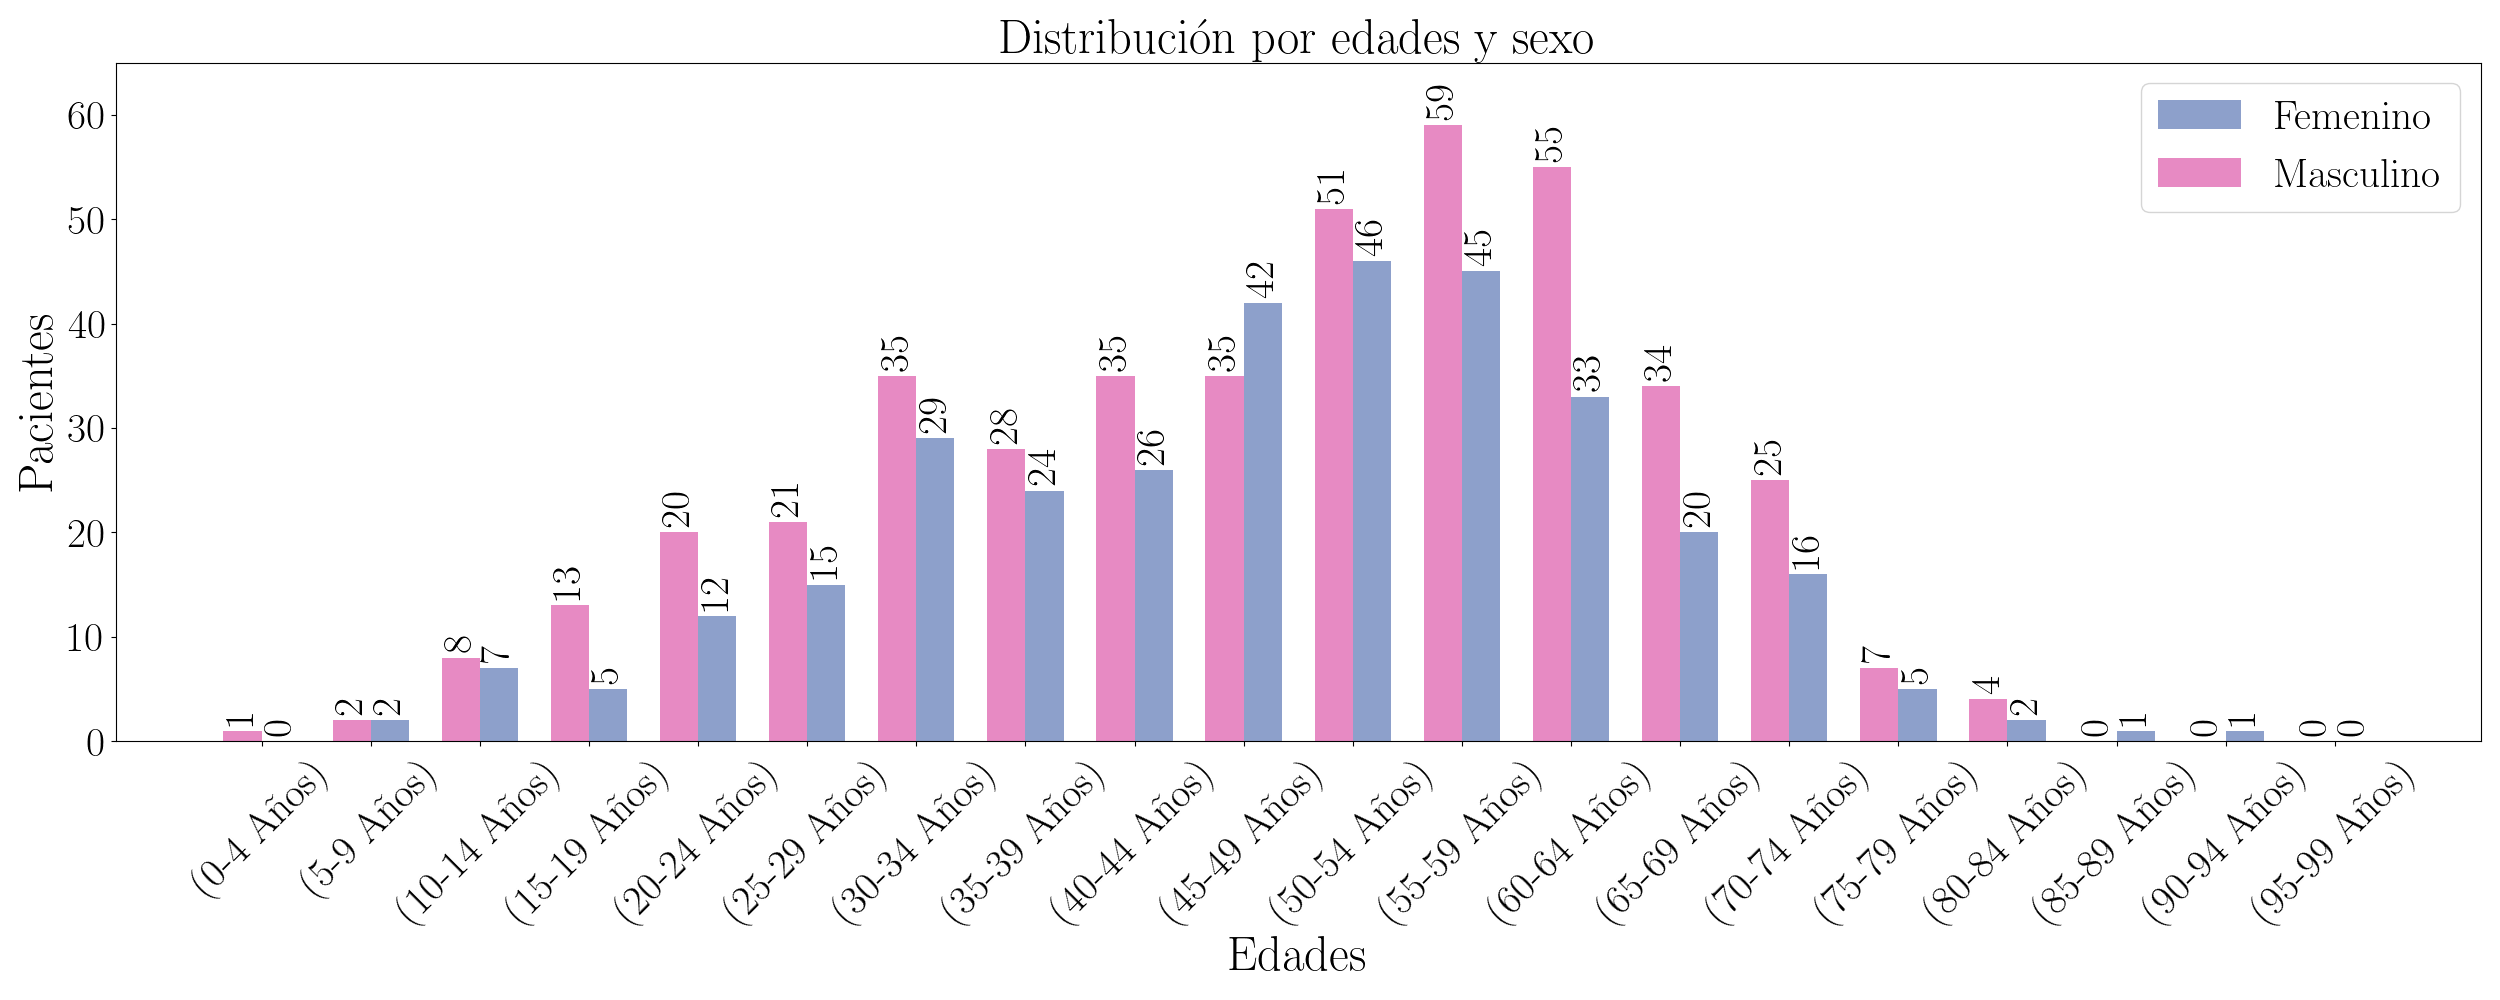 Distribución por edades y sexo
Femenino
Masculino
Pacientes
60
50
40
30
20
10
0
1 0 2 2 8 7 13 5 20 12 21 15 35 29 28 24 35 26 35 42 51 46 59 45 55 33 34 20 25 16 7 5 4 2 0 1 0 1 0 0
(0-4 Años)
(5-9 Años)
(10-14 Años)
(15-19 Años)
(20-24 Años)
(25-29 Años)
(30-34 Años)
(35-39 Años)
(40-44 Años)
(45-49 Años)
(50-54 Años)
(55-59 Años)
(60-64 Años)
(65-69 Años)
(70-74 Años)
(75-79 Años)
(80-84 Años)
(85-89 Años)
(90-94 Años)
(95-99 Años)
Edades